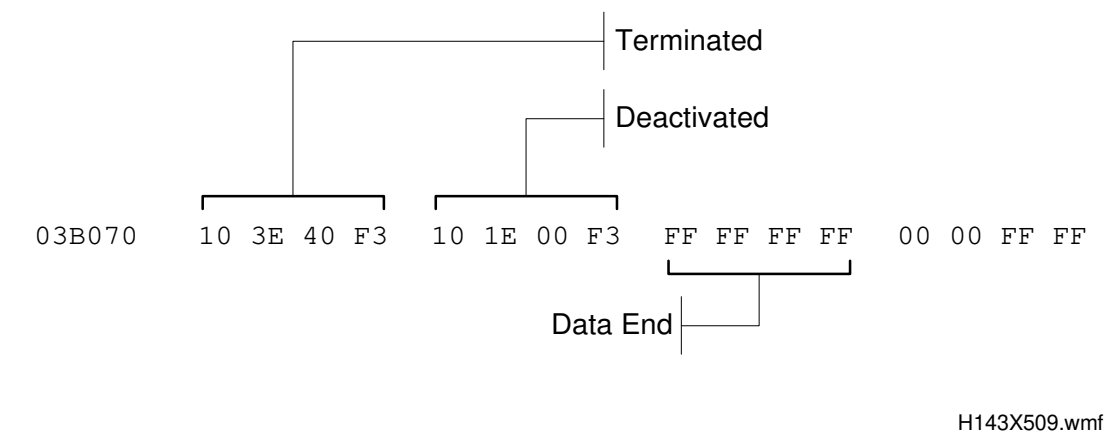 Terminated
Deactivated
03B070 10 3E 40 F3 10 1E 00 F3 FF FF FF FF 00 00 FF FF
Data End
H143X509.wmf